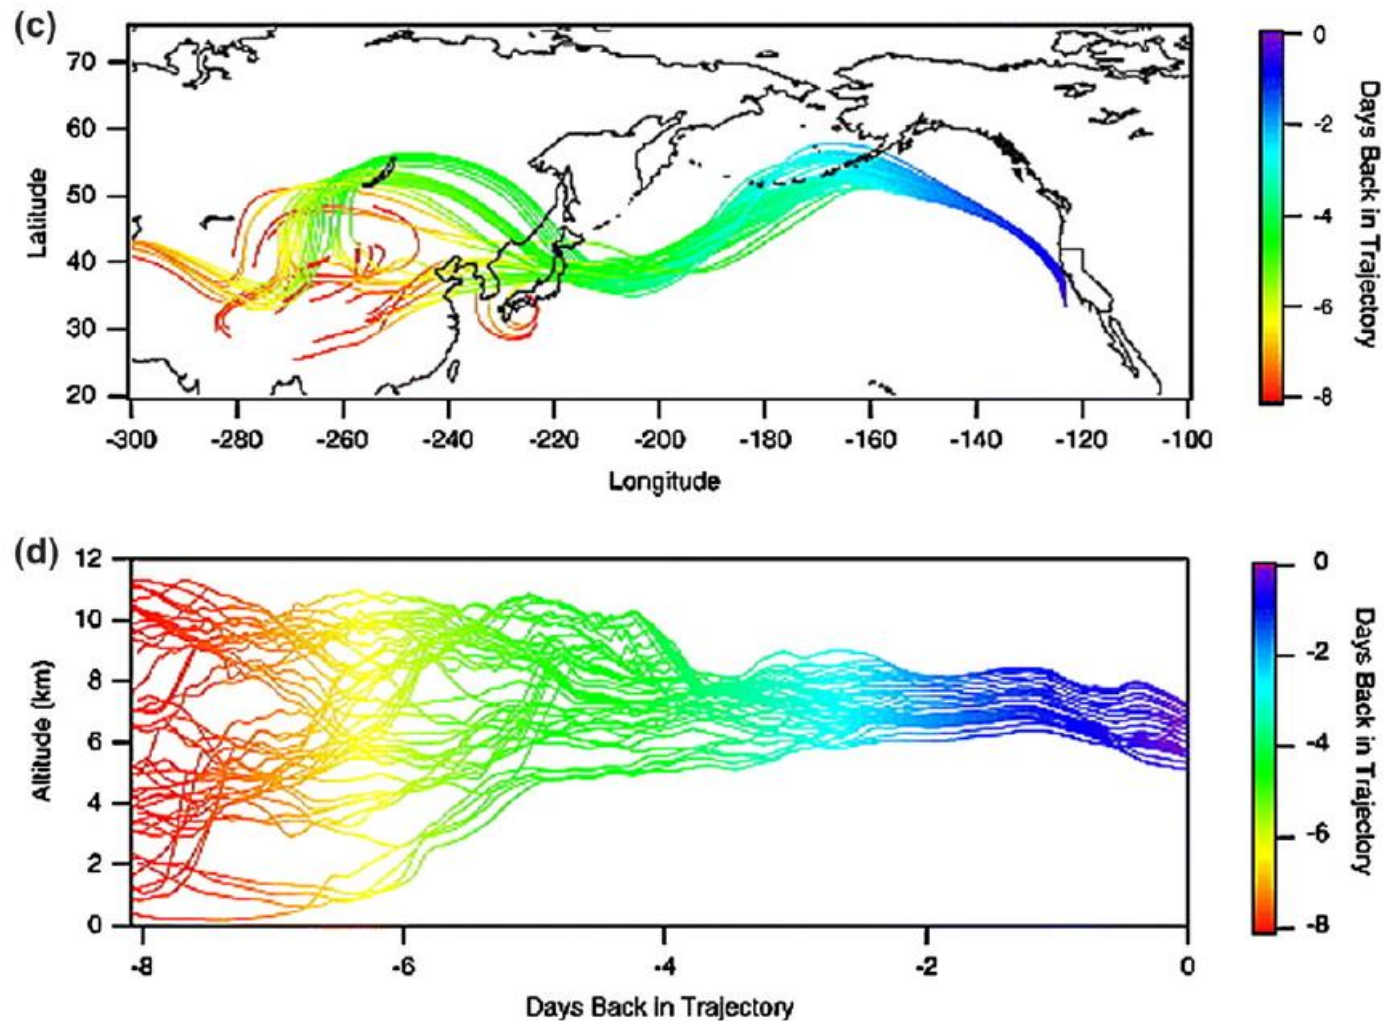 (c)
70
60
50
40
30
20
Latitude
-300 -280 -260 -240 -220 -200 -180 -160 -140 -120 -100
Longitude
0
-2
-4
-6
-8
Days Back in Trajectory
(d)
12
10
8
6
4
2
0
Altitude (km)
-8 -6 -4 -2 0
Days Back In Trajectory
0
-2
-4
-6
-8
Days Back in Trajectory